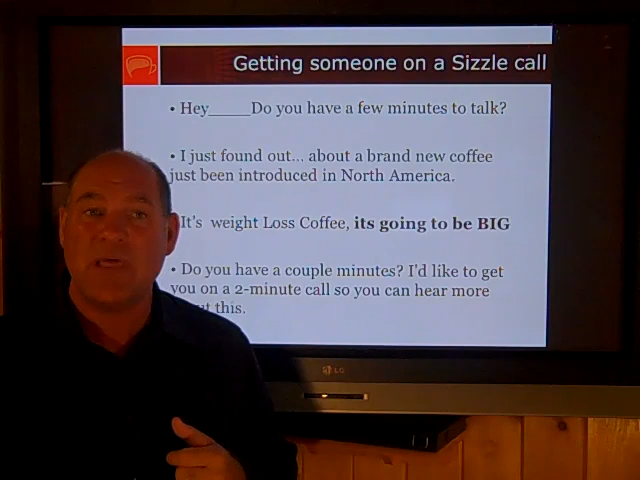 Getting someone on a Sizzle call
• Hey_____Do you have a few minutes to talk?
• I just found out... about a brand new coffee
just been introduced in North America.
It's weight Loss Coffee, its going to be BIG
• Do you have a couple minutes? I'd like to get
you on a 2-minute call so you can hear more
this.
LG